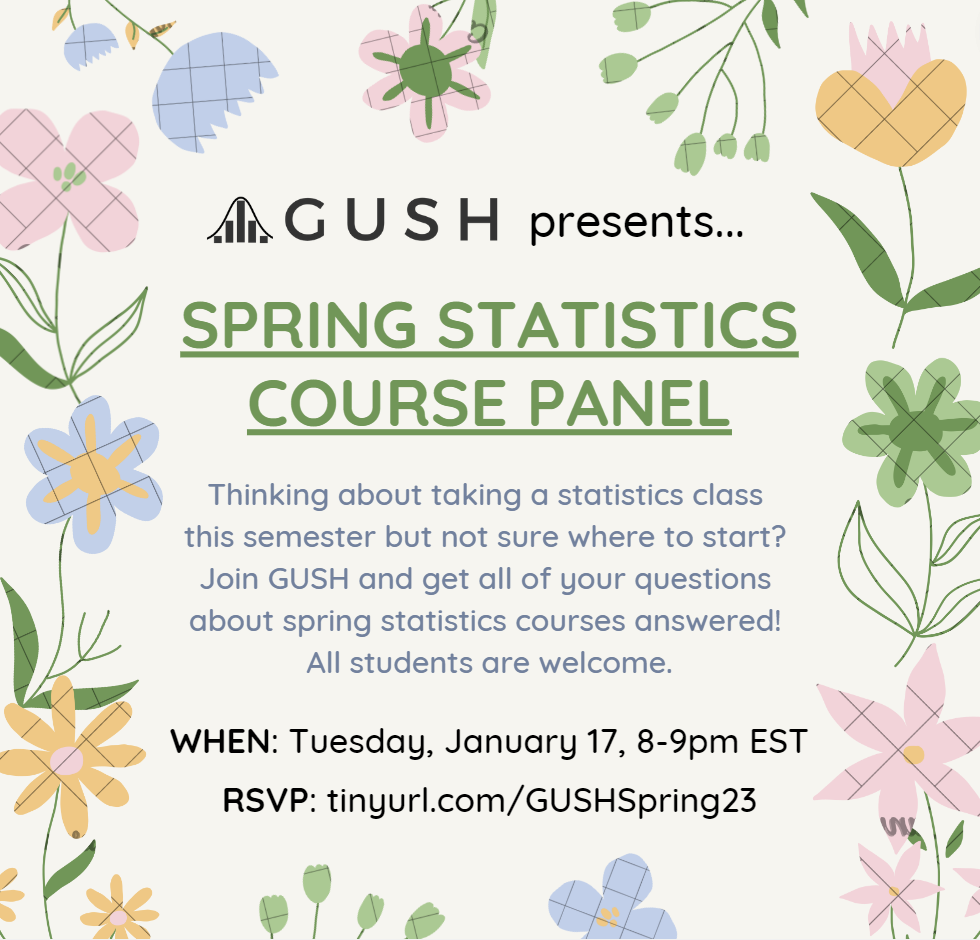 GUSH presents...
SPRING STATISTICS
COURSE PANEL
Thinking about taking a statistics class
this semester but not sure where to start?
Join GUSH and get all of your questions
about spring statistics courses answered!
All students are welcome.
WHEN: Tuesday, January 17, 8-9pm EST
RSVP: tinyurl.com/GUSHSpring23